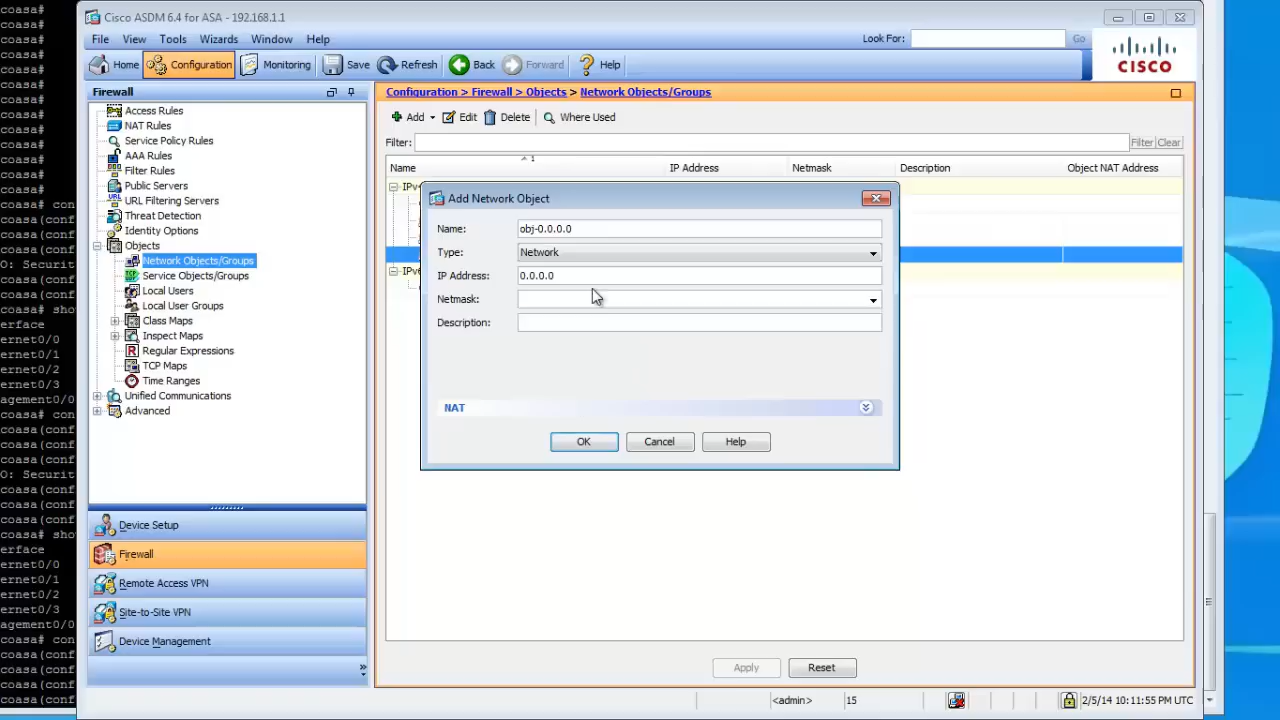 coasa#
coasa#
coasa#
coasa#
coasa#
coasa#
coasa#
coasa#
coasa#
coasa#
coasa#
coasa#
coasa#
coasa# con
coasa(conf
coasa(conf
coasa(conf
O: Securit
coasa(conf
coasa(conf
coasa# sho
erface
ernet0/0
ernet0/1
ernet0/2
ernet0/3
agement0/0
coasa# con
coasa(conf
coasa(conf
coasa(conf
O: Securit
coasa(conf
coasa(conf
coasa(conf
coasa# sho
erface
ernet0/0
ernet0/1
ernet0/2
ernet0/3
agement0/0
coasa# con
coasa(conf
coasa(conf
coasa(conf
coasa(conf
Cisco ASDM 6.4 for ASA - 192.168.1.1
File View Tools Wizards Window Help
Look For: Go
Home Configuration Monitoring Save Refresh Back Forward Help
CISCO
Firewall
Access Rules
NAT Rules
Service Policy Rules
AAA Rules
Filter Rules
Public Servers
URL Filtering Servers
Threat Detection
Identity Options
Objects
Network Objects/Groups
Service Objects/Groups
Local Users
Local User Groups
Class Maps
Inspect Maps
Regular Expressions
TCP Maps
Time Ranges
Unified Communications
Advanced
Device Setup
Firewall
Remote Access VPN
Site-to-Site VPN
Device Management
Configuration > Firewall > Objects > Network Objects/Groups
Add Edit Delete Where Used
Filter: Filter Clear
Name 1 IP Address Netmask Description Object NAT Address
Add Network Object
Name: obj-0.0.0.0
Type: Network
IP Address: 0.0.0.0
Netmask:
Description:
NAT
OK Cancel Help
Apply Reset
<admin> 15 2/5/14 10:11:55 PM UTC